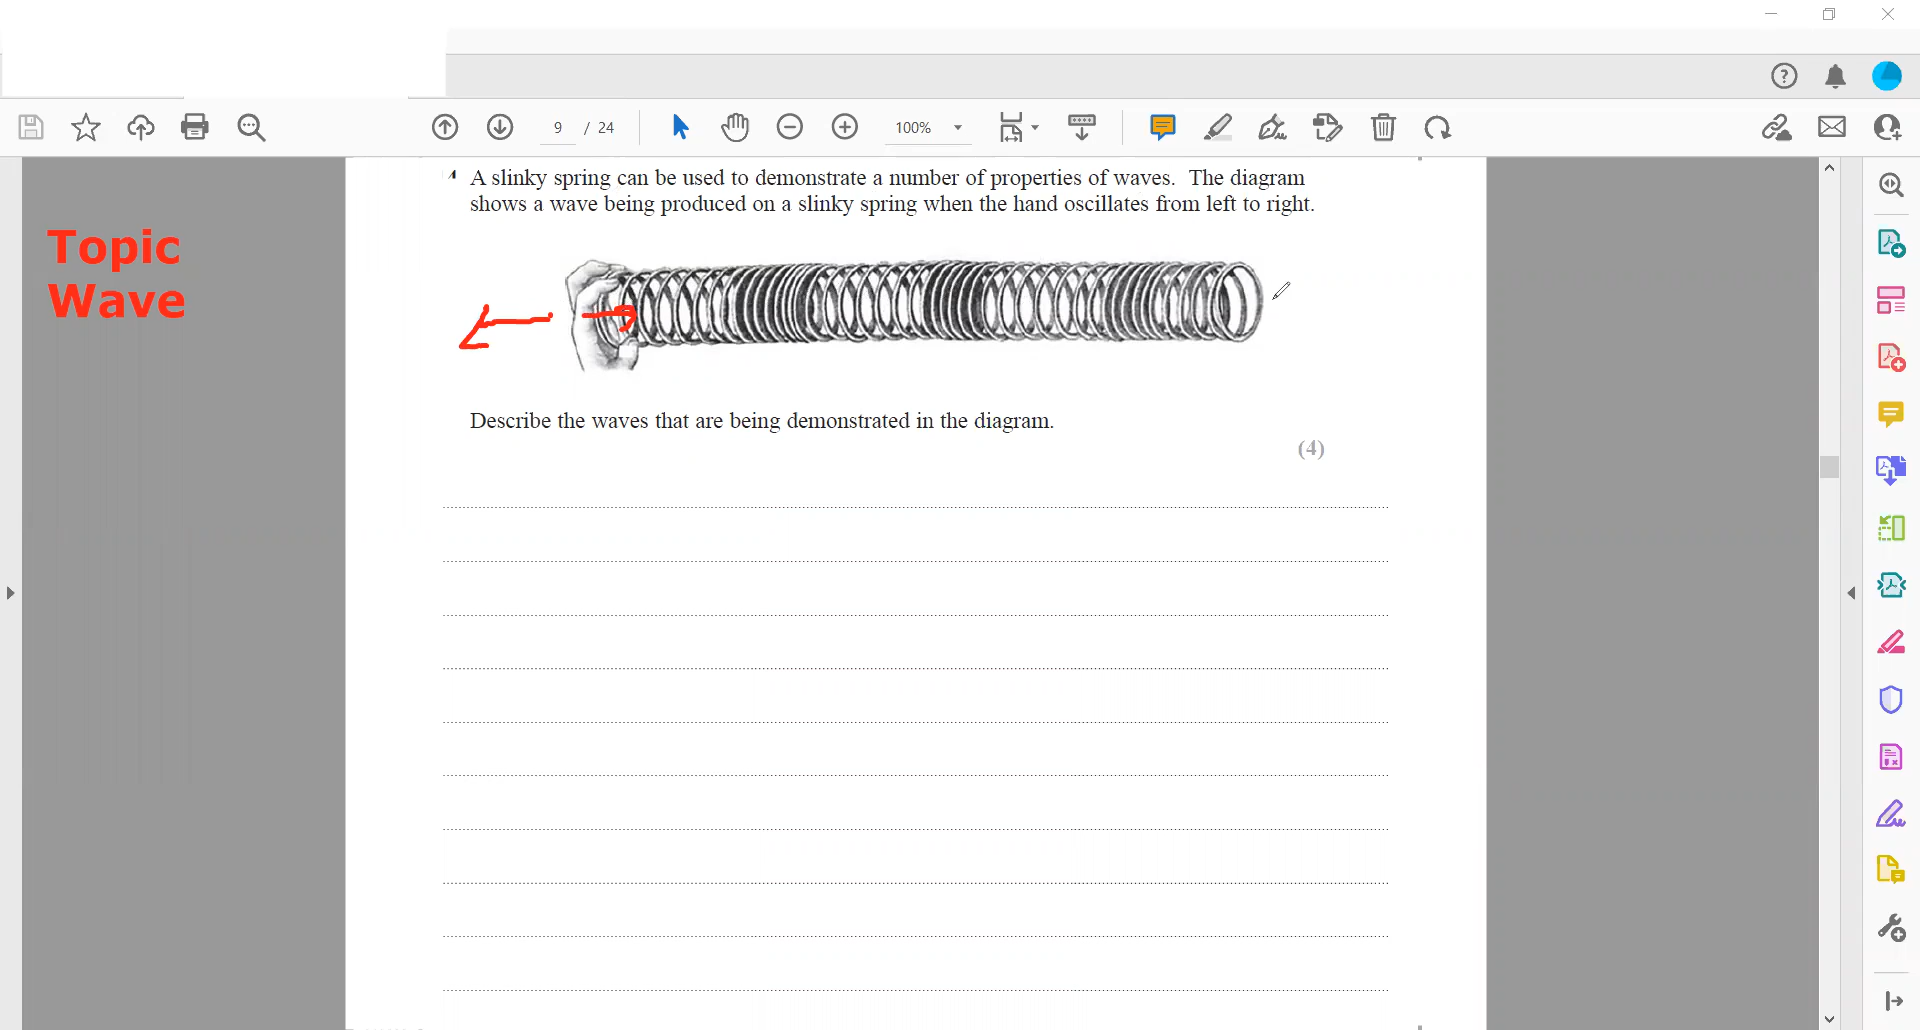 9 / 24
100%
Topic
Wave
A slinky spring can be used to demonstrate a number of properties of waves. The diagram
shows a wave being produced on a slinky spring when the hand oscillates from left to right.
Describe the waves that are being demonstrated in the diagram.
(4)